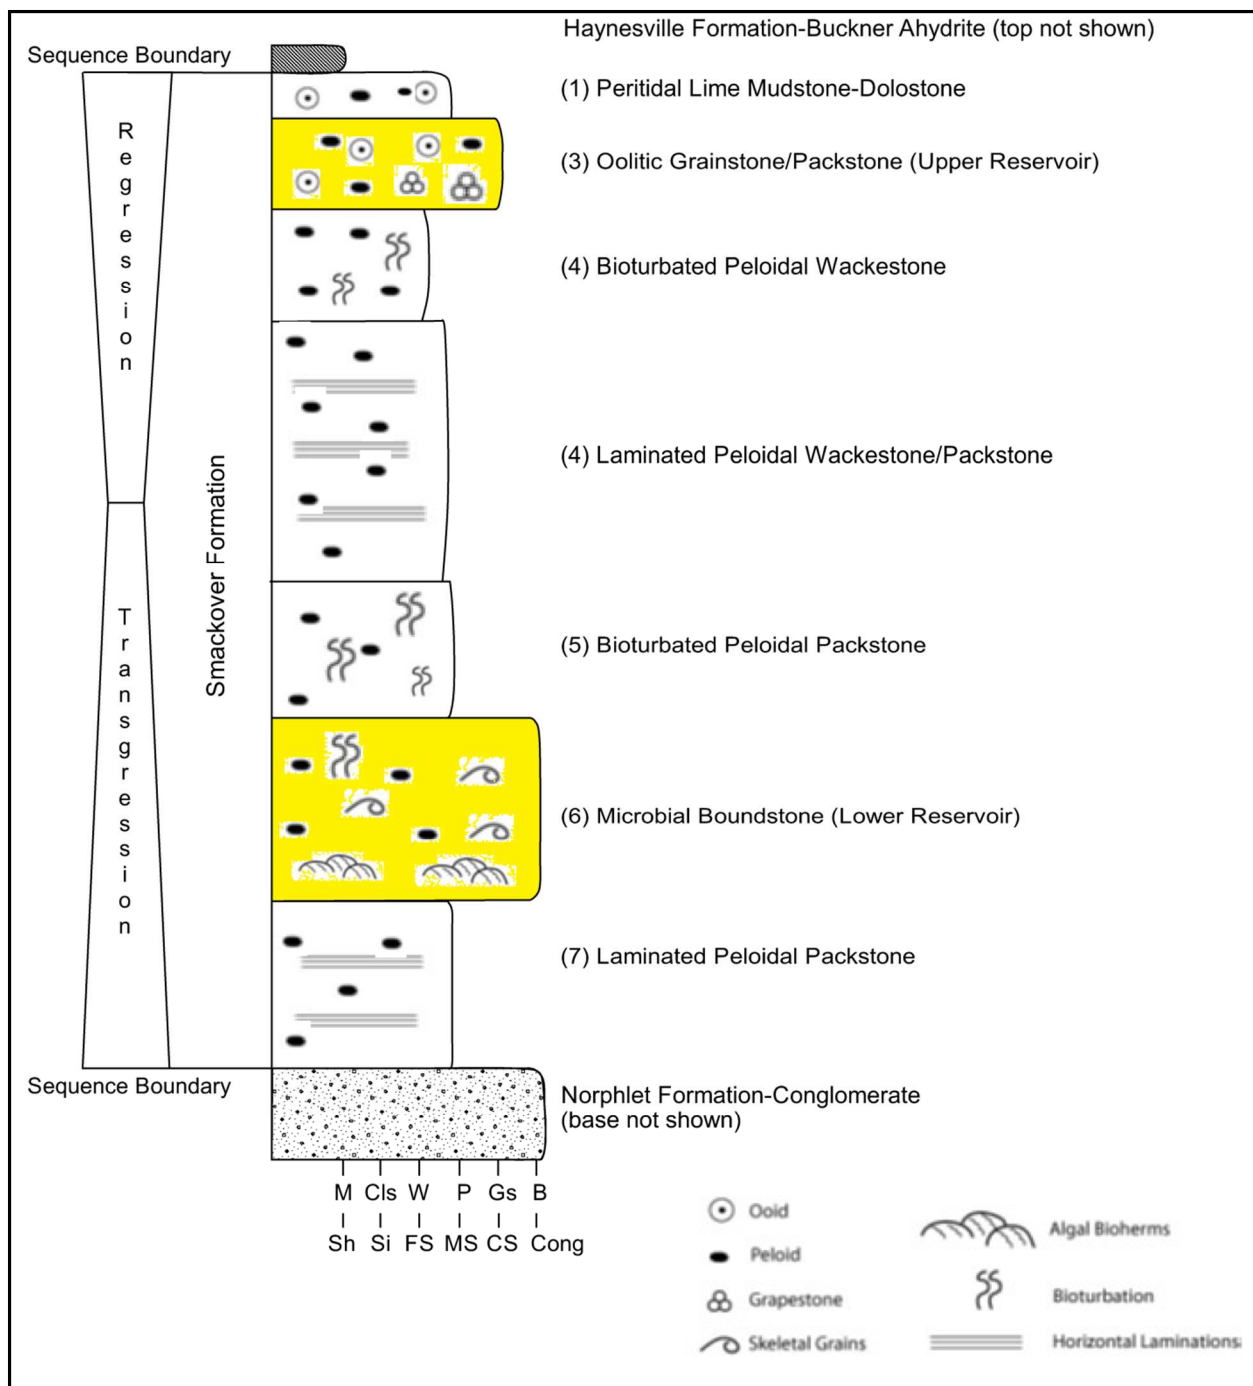 Haynesville Formation-Buckner Ahydrite (top not shown)
Sequence Boundary
(1) Peritidal Lime Mudstone-Dolostone
Regression
(3) Oolitic Grainstone/Packstone (Upper Reservoir)
(4) Bioturbated Peloidal Wackestone
(4) Laminated Peloidal Wackestone/Packstone
Smackover Formation
Transgression
(5) Bioturbated Peloidal Packstone
(6) Microbial Boundstone (Lower Reservoir)
(7) Laminated Peloidal Packstone
Sequence Boundary
Norphlet Formation-Conglomerate
(base not shown)
M Cls W P Gs B
Sh Si FS MS CS Cong
Ooid
Peloid
Grapestone
Skeletal Grains
Algal Bioherms
Bioturbation
Horizontal Laminations